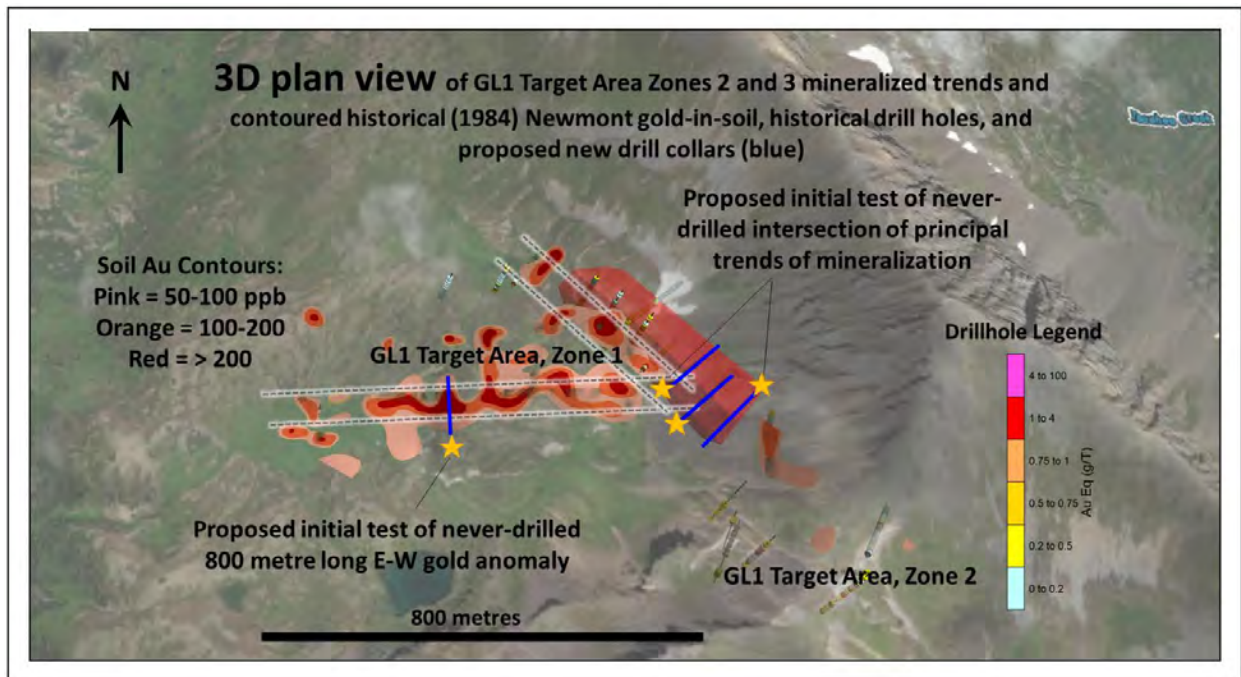 3D plan view of GL1 Target Area Zones 2 and 3 mineralized trends and
contoured historical (1984) Newmont gold-in-soil, historical drill holes, and
proposed new drill collars (blue)
N
Proposed initial test of never-
drilled intersection of principal
trends of mineralization
Soil Au Contours:
Pink = 50-100 ppb
Orange = 100-200
Red = > 200
GL1 Target Area, Zone 1
Drillhole Legend
4 to 100
1 to 4
0.75 to 1
0.5 to 0.75
0.2 to 0.5
0 to 0.2
Au Eq (g/T)
Proposed initial test of never-drilled
800 metre long E-W gold anomaly
GL1 Target Area, Zone 2
800 metres